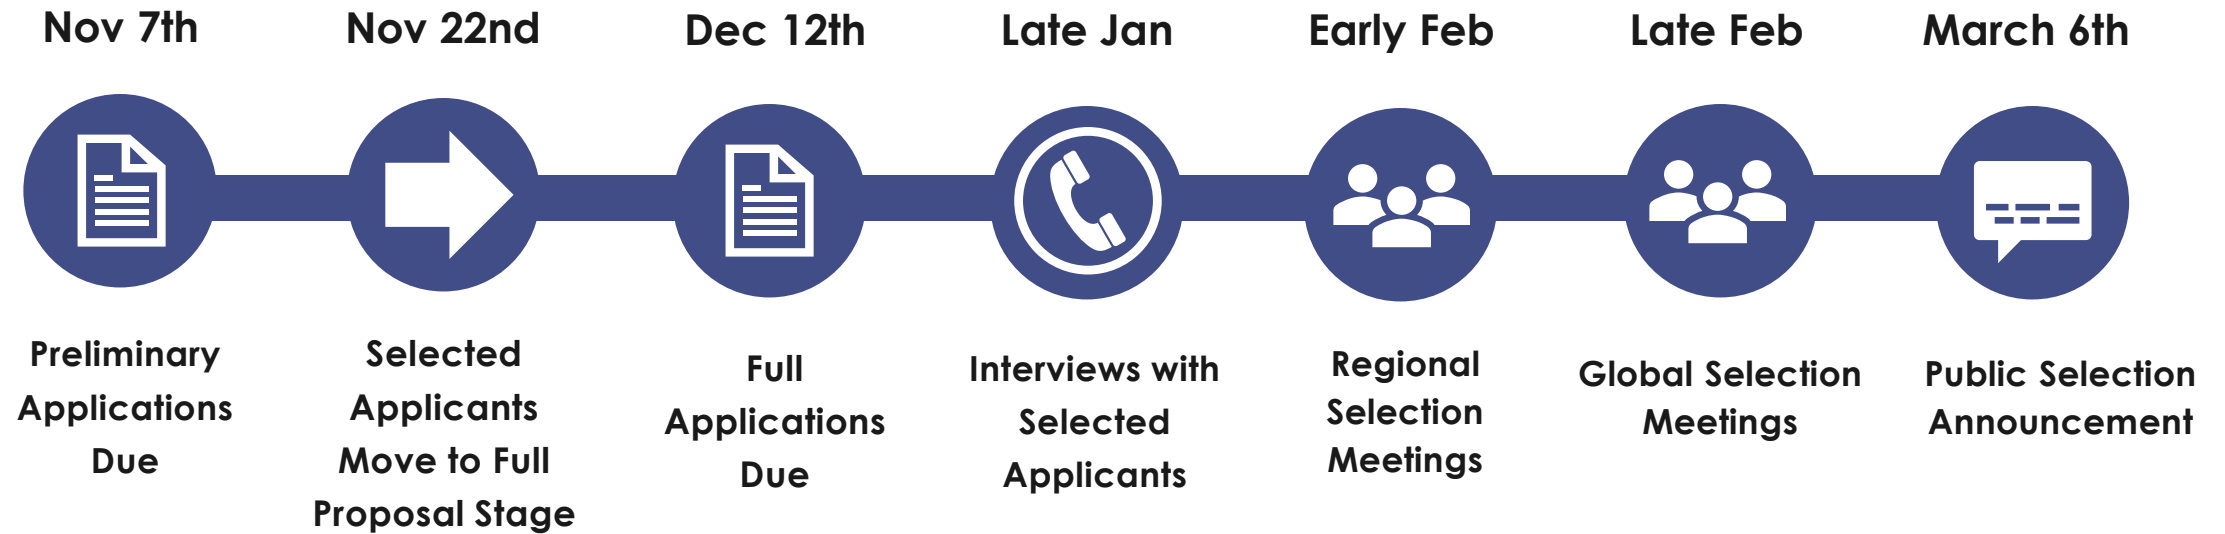 Nov 7th
Nov 22nd
Dec 12th
Late Jan
Early Feb
Late Feb
March 6th
Preliminary
Applications
Due
Selected
Applicants
Move to Full
Proposal Stage
Full
Applications
Due
Interviews with
Selected
Applicants
Regional
Selection
Meetings
Global Selection
Meetings
Public Selection
Announcement